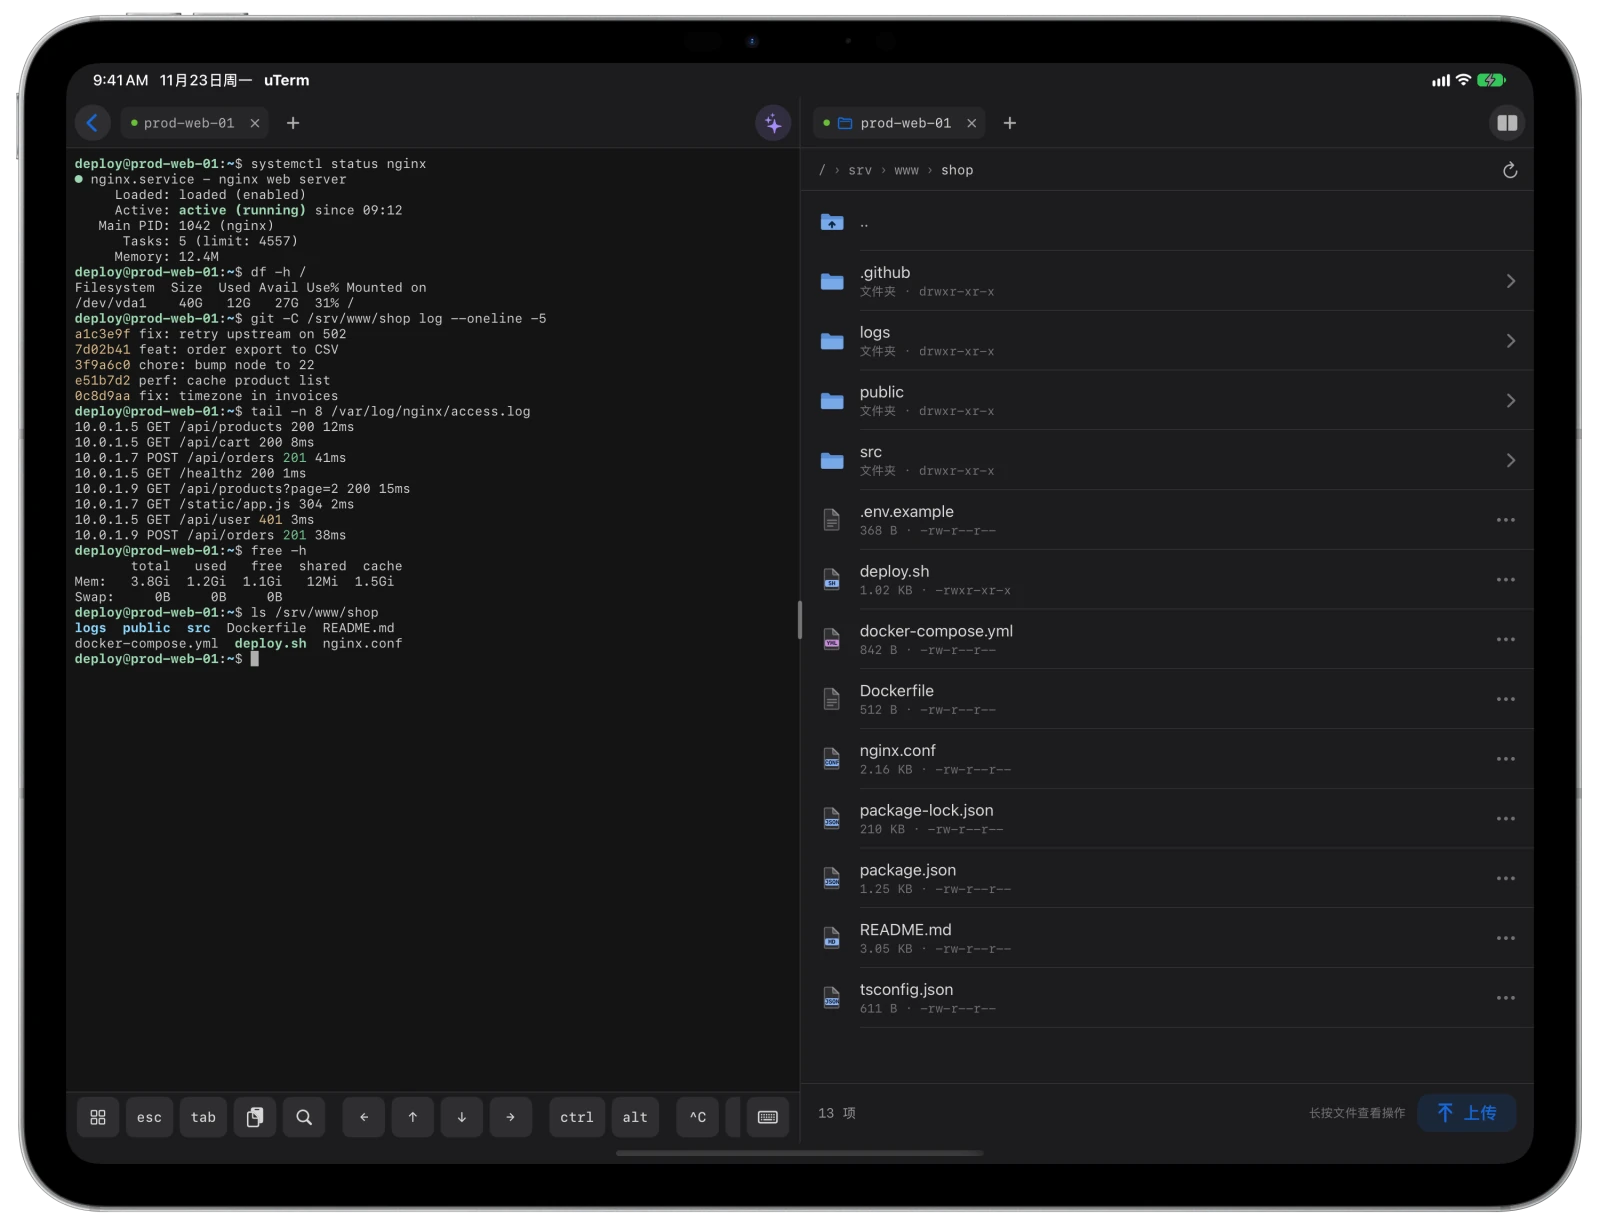 9:41 AM 11月23日周一 uTerm
prod-web-01
deploy@prod-web-01:~$ systemctl status nginx
● nginx.service - nginx web server
Loaded: loaded (enabled)
Active: active (running) since 09:12
Main PID: 1042 (nginx)
Tasks: 5 (limit: 4557)
Memory: 12.4M
deploy@prod-web-01:~$ df -h /
Filesystem Size Used Avail Use% Mounted on
/dev/vda1 40G 12G 27G 31% /
deploy@prod-web-01:~$ git -C /srv/www/shop log --oneline -5
a1c3e9f fix: retry upstream on 502
7d02b41 feat: order export to CSV
3f9a6c0 chore: bump node to 22
e51b7d2 perf: cache product list
0c8d9aa fix: timezone in invoices
deploy@prod-web-01:~$ tail -n 8 /var/log/nginx/access.log
10.0.1.5 GET /api/products 200 12ms
10.0.1.5 GET /api/cart 200 8ms
10.0.1.7 POST /api/orders 201 41ms
10.0.1.5 GET /healthz 200 1ms
10.0.1.9 GET /api/products?page=2 200 15ms
10.0.1.7 GET /static/app.js 304 2ms
10.0.1.5 GET /api/user 401 3ms
10.0.1.9 POST /api/orders 201 38ms
deploy@prod-web-01:~$ free -h
total used free shared cache
Mem: 3.8Gi 1.2Gi 1.1Gi 12Mi 1.5Gi
Swap: 0B 0B 0B
deploy@prod-web-01:~$ ls /srv/www/shop
logs public src Dockerfile README.md
docker-compose.yml deploy.sh nginx.conf
deploy@prod-web-01:~$
esc tab ← ↑ ↓ → ctrl alt ^C
prod-web-01
/ › srv › www › shop
..
.github
文件夹 · drwxr-xr-x
logs
文件夹 · drwxr-xr-x
public
文件夹 · drwxr-xr-x
src
文件夹 · drwxr-xr-x
.env.example
368 B · -rw-r--r--
SH
deploy.sh
1.02 KB · -rwxr-xr-x
YML
docker-compose.yml
842 B · -rw-r--r--
Dockerfile
512 B · -rw-r--r--
CONF
nginx.conf
2.16 KB · -rw-r--r--
JSON
package-lock.json
210 KB · -rw-r--r--
JSON
package.json
1.25 KB · -rw-r--r--
MD
README.md
3.05 KB · -rw-r--r--
JSON
tsconfig.json
611 B · -rw-r--r--
13 项
长按文件查看操作
上传